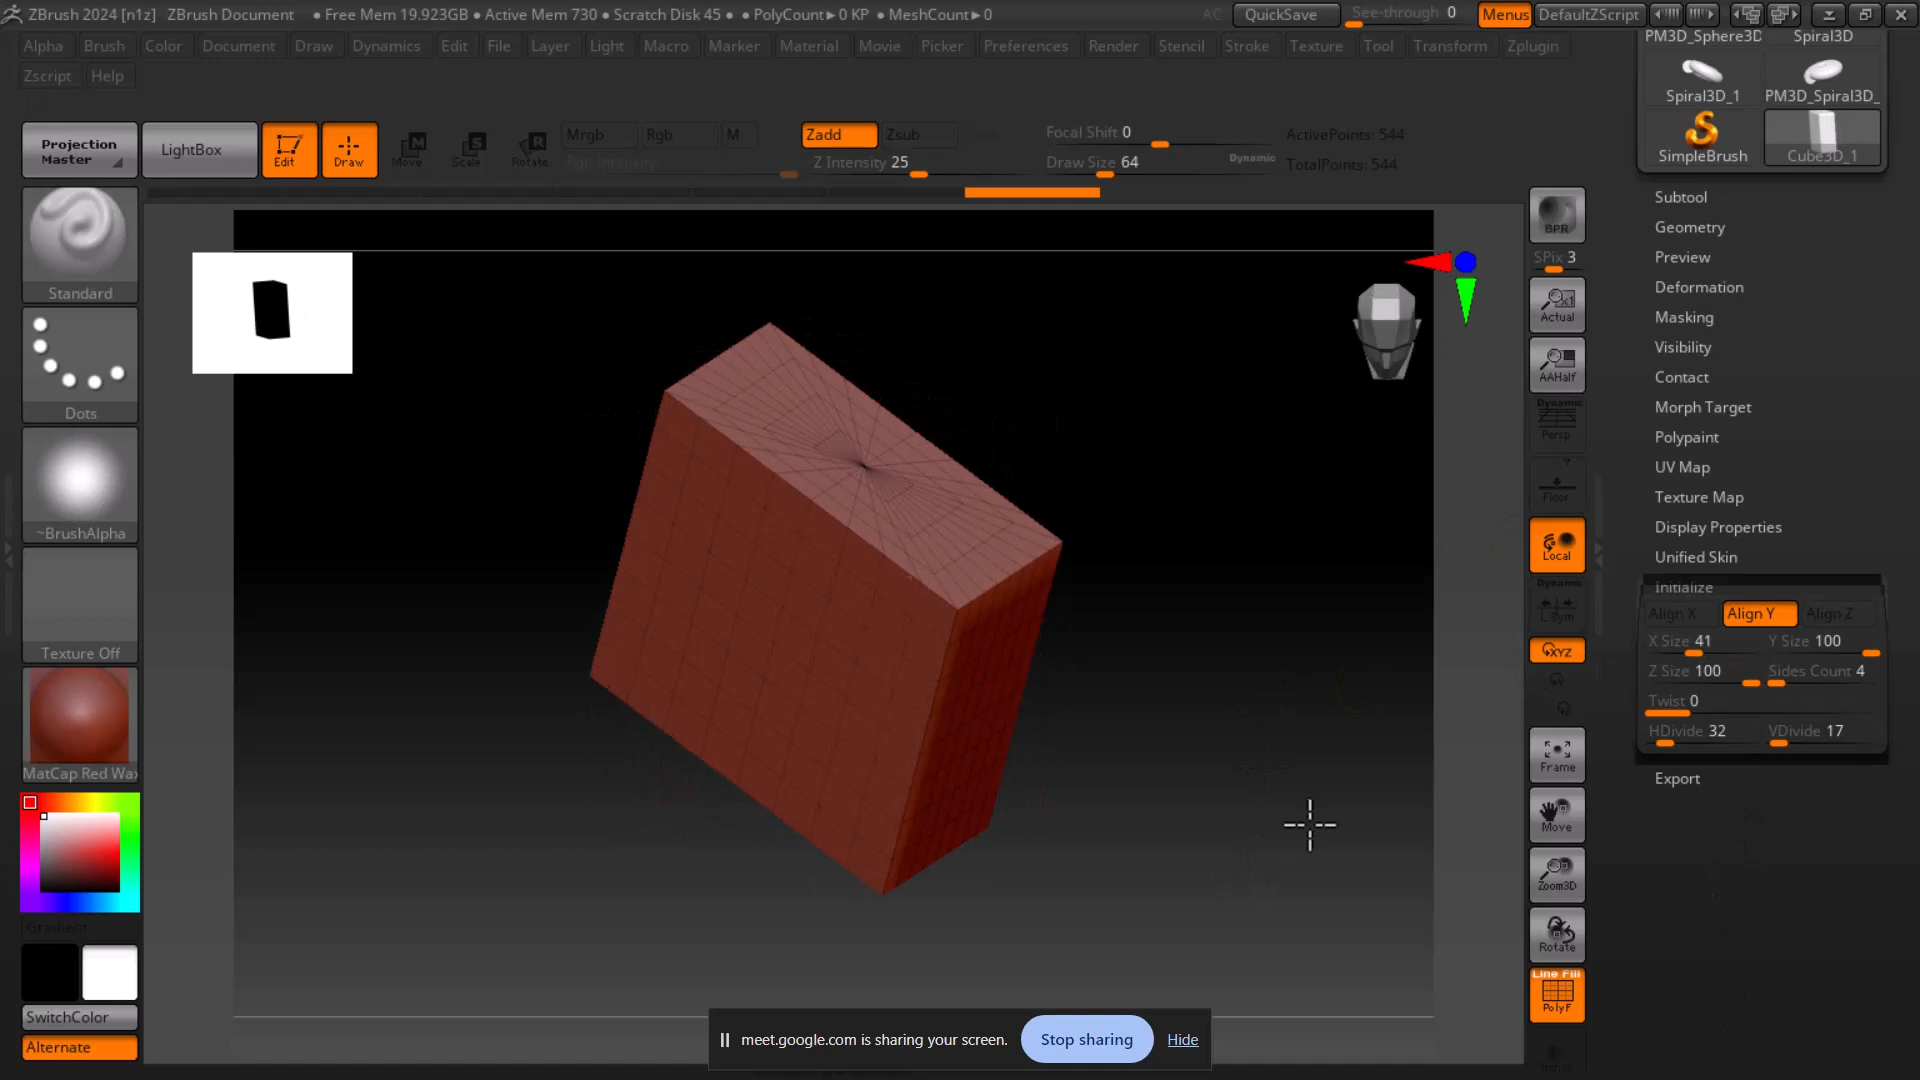 ZBrush 2024 [n1z] ZBrush Document ● Free Mem 19.923GB ● Active Mem 730 ● Scratch Disk 45 ● ● PolyCount► 0 KP ● MeshCount► 0 AC QuickSave See-through 0 Menus DefaultZScript
Alpha Brush Color Document Draw Dynamics Edit File Layer Light Macro Marker Material Movie Picker Preferences Render Stencil Stroke Texture Tool Transform Zplugin
Zscript Help
Projection Master
LightBox
Edit
Draw
Move
Scale
Rotate
Mrgb Rgb M
Rgb Intensity
Zadd Zsub
Z Intensity 25
Focal Shift 0
Draw Size 64
Dynamic
ActivePoints: 544
TotalPoints: 544
Standard
Dots
~BrushAlpha
Texture Off
MatCap Red Wax
Gradient
SwitchColor
Alternate
BPR
SPix 3
Actual
AAHalf
Dynamic
Persp
Floor
Local
Dynamic
L.Sym
XYZ
Frame
Move
Zoom3D
Rotate
Line Fill
PolyF
Transp
PM3D_Sphere3D Spiral3D
Spiral3D_1 PM3D_Spiral3D_
SimpleBrush Cube3D_1
Subtool
Geometry
Preview
Deformation
Masking
Visibility
Contact
Morph Target
Polypaint
UV Map
Texture Map
Display Properties
Unified Skin
Initialize
Align X Align Y Align Z
X Size 41 Y Size 100
Z Size 100 Sides Count 4
Twist 0
HDivide 32 VDivide 17
Export
meet.google.com is sharing your screen. Stop sharing Hide